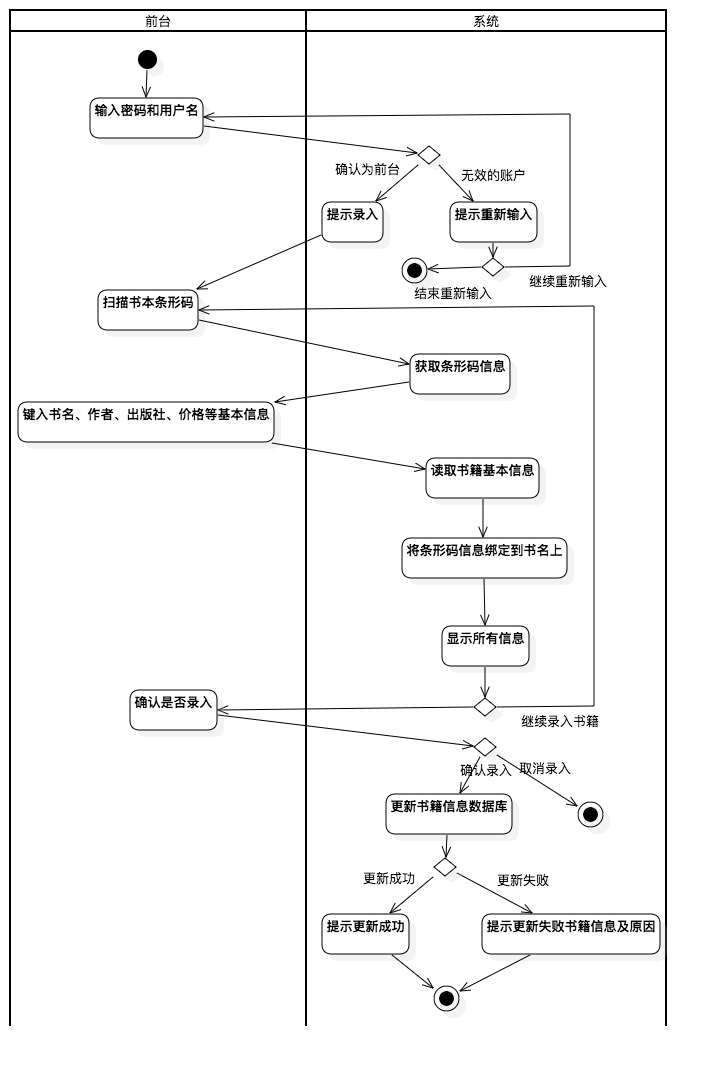 前台
系统
输入密码和用户名
确认为前台
无效的账户
提示录入
提示重新输入
继续重新输入
结束重新输入
扫描书本条形码
获取条形码信息
键入书名、作者、出版社、价格等基本信息
读取书籍基本信息
将条形码信息绑定到书名上
显示所有信息
确认是否录入
继续录入书籍
确认录入
取消录入
更新书籍信息数据库
更新成功
更新失败
提示更新成功
提示更新失败书籍信息及原因